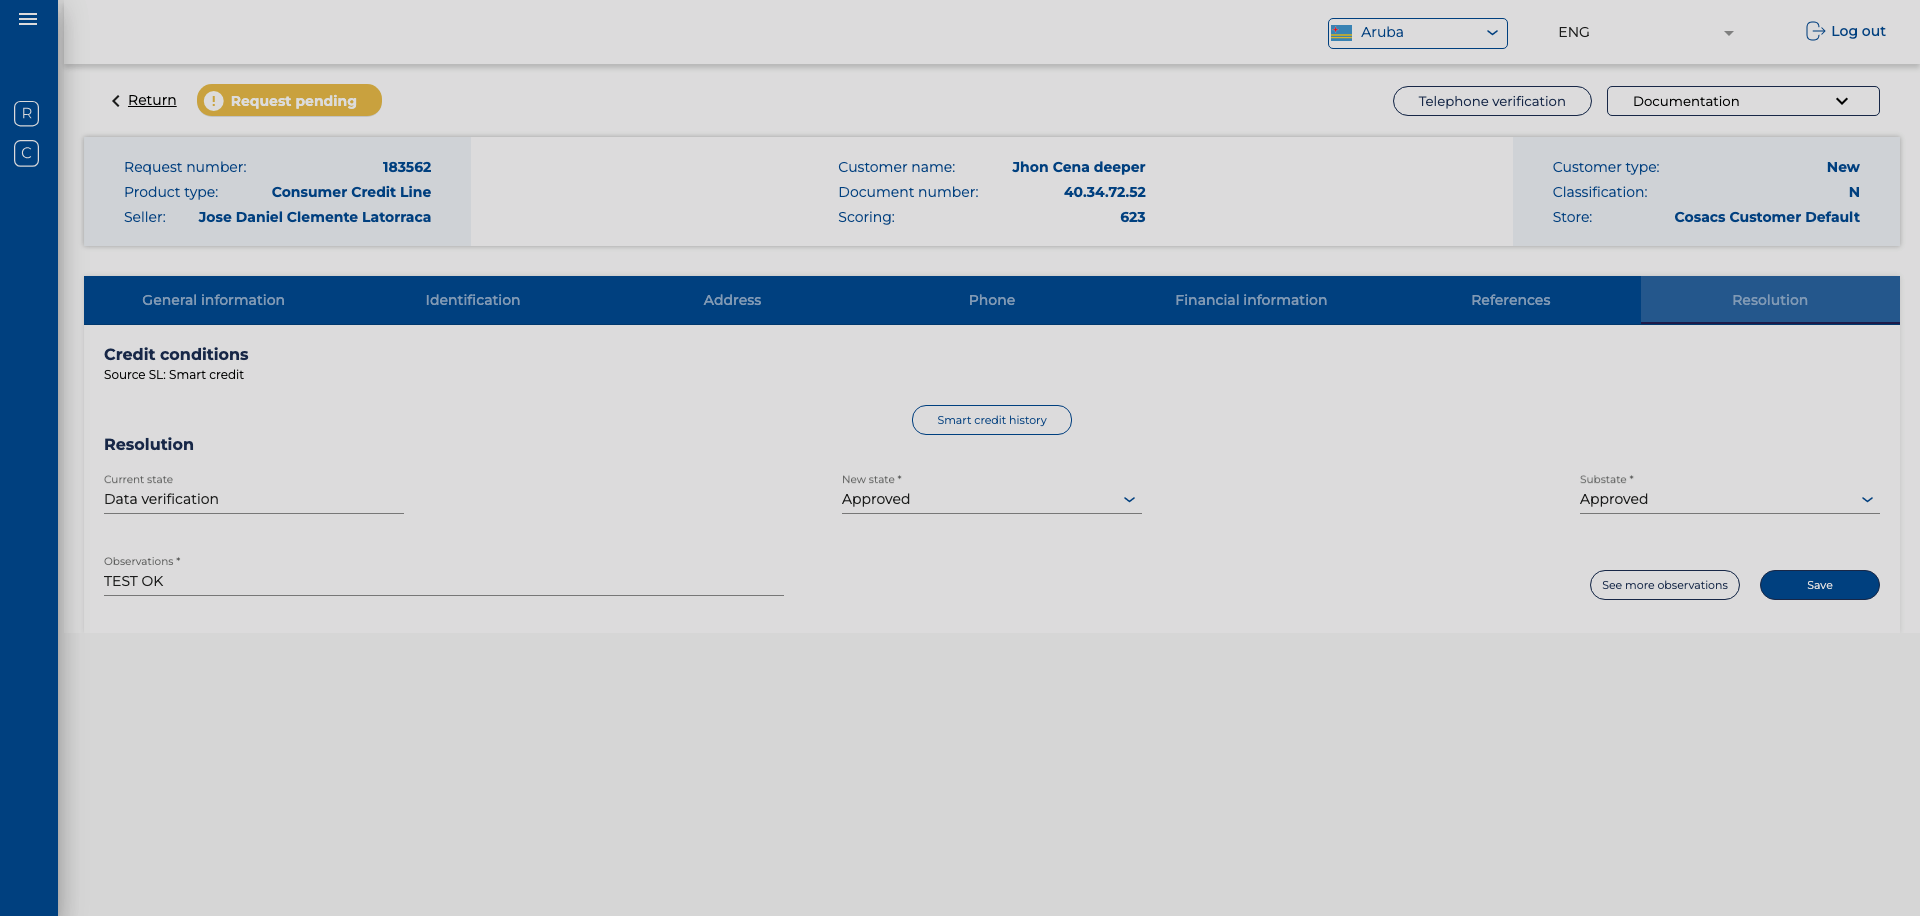 Aruba
ENG
Log out
R
C
Return
Request pending
Telephone verification
Documentation
Request number: 183562
Product type: Consumer Credit Line
Seller: Jose Daniel Clemente Latorraca
Customer name: Jhon Cena deeper
Document number: 40.34.72.52
Scoring: 623
Customer type: New
Classification: N
Store: Cosacs Customer Default
General information
Identification
Address
Phone
Financial information
References
Resolution
Credit conditions
Source SL: Smart credit
Smart credit history
Resolution
Current state
Data verification
New state *
Approved
Substate *
Approved
Observations *
TEST OK
See more observations
Save